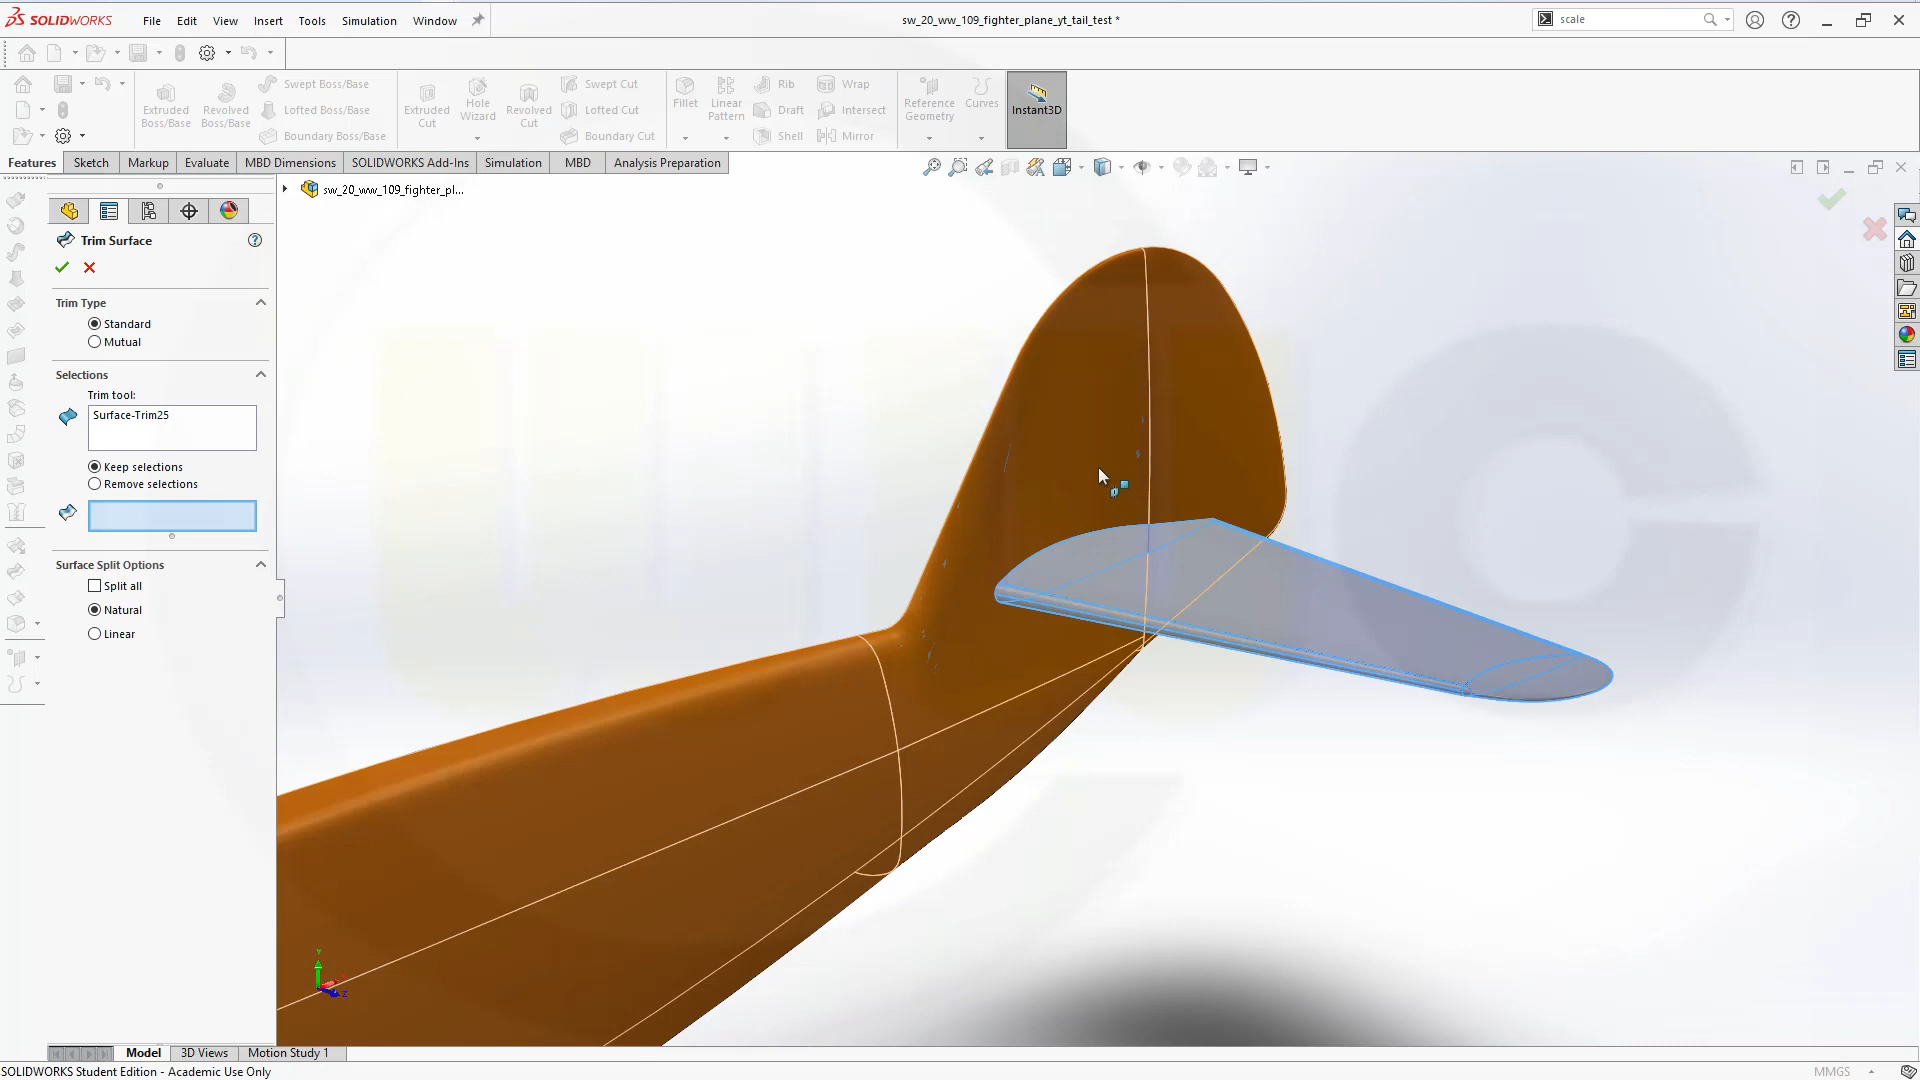 SOLIDWORKS
File Edit View Insert Tools Simulation Window
sw_20_ww_109_fighter_plane_yt_tail_test *
scale
Extruded Boss/Base
Revolved Boss/Base
Swept Boss/Base
Lofted Boss/Base
Boundary Boss/Base
Extruded Cut
Hole Wizard
Revolved Cut
Swept Cut
Lofted Cut
Boundary Cut
Fillet
Linear Pattern
Rib
Draft
Shell
Wrap
Intersect
Mirror
Reference Geometry
Curves
Instant3D
Features Sketch Markup Evaluate MBD Dimensions SOLIDWORKS Add-Ins Simulation MBD Analysis Preparation
sw_20_ww_109_fighter_pl...
Trim Surface
Trim Type
Standard
Mutual
Selections
Trim tool:
Surface-Trim25
Keep selections
Remove selections
Surface Split Options
Split all
Natural
Linear
Y
X
Z
Model 3D Views Motion Study 1
SOLIDWORKS Student Edition - Academic Use Only
MMGS